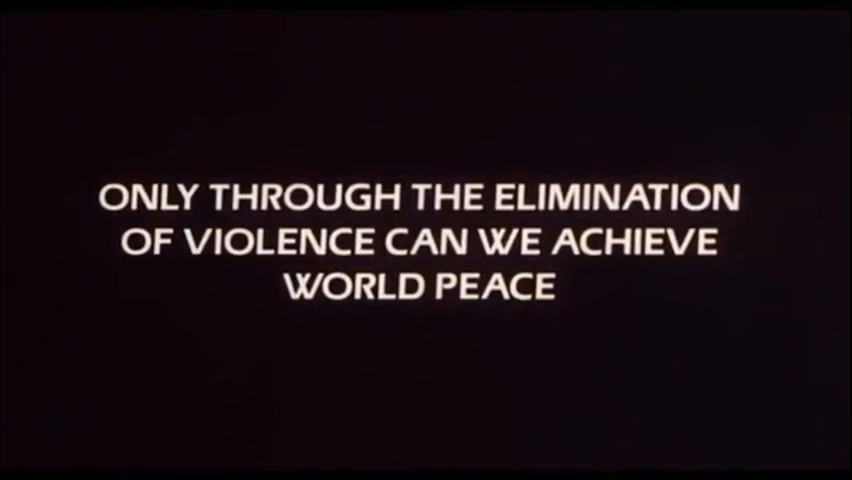 ONLY THROUGH THE ELIMINATION
OF VIOLENCE CAN WE ACHIEVE
WORLD PEACE